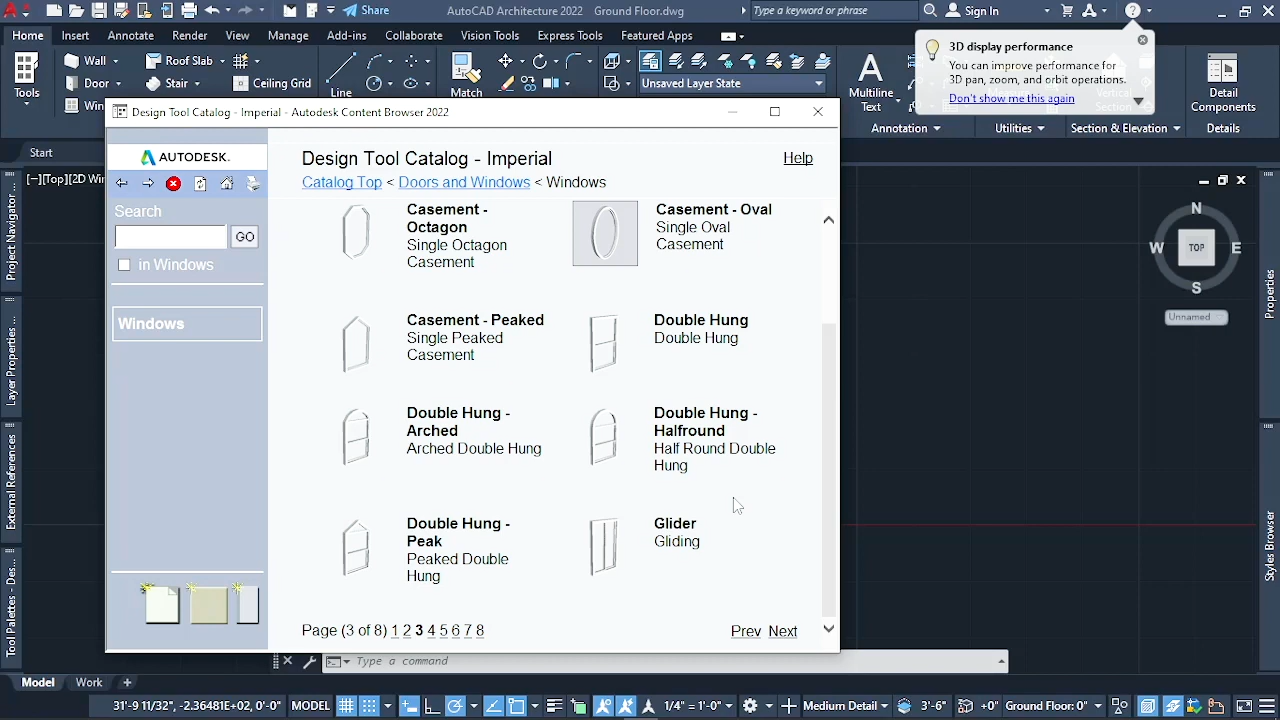 Share
AutoCAD Architecture 2022 Ground Floor.dwg
Type a keyword or phrase
Sign In
Home Insert Annotate Render View Manage Add-ins Collaborate Vision Tools Express Tools Featured Apps
3D display performance
You can improve performance for
3D pan, zoom, and orbit operations.
Don't show me this again
Tools
Wall
Door
Win
Roof Slab
Stair
Ceiling Grid
Line
Match
Unsaved Layer State
Multiline
Text
Vertical
Section
Detail
Components
Annotation
Utilities
Section & Elevation
Details
Design Tool Catalog - Imperial - Autodesk Content Browser 2022
Start
[−][Top][2D Wir
AUTODESK.
Search
GO
in Windows
Windows
Design Tool Catalog - Imperial
Help
Catalog Top < Doors and Windows < Windows
Casement -
Octagon
Single Octagon
Casement
Casement - Oval
Single Oval
Casement
Casement - Peaked
Single Peaked
Casement
Double Hung
Double Hung
Double Hung -
Arched
Arched Double Hung
Double Hung -
Halfround
Half Round Double
Hung
Double Hung -
Peak
Peaked Double
Hung
Glider
Gliding
Page (3 of 8) 1 2 3 4 5 6 7 8
Prev Next
Project Navigator
Layer Properties
External References
Tool Palettes - Des...
N
W
TOP
E
S
Unnamed
Properties
Styles Browser
Type a command
Model Work
31'-9 11/32", -2.36481E+02, 0'-0"
MODEL
1/4" = 1'-0"
Medium Detail
3'-6"
+0"
Ground Floor:0"